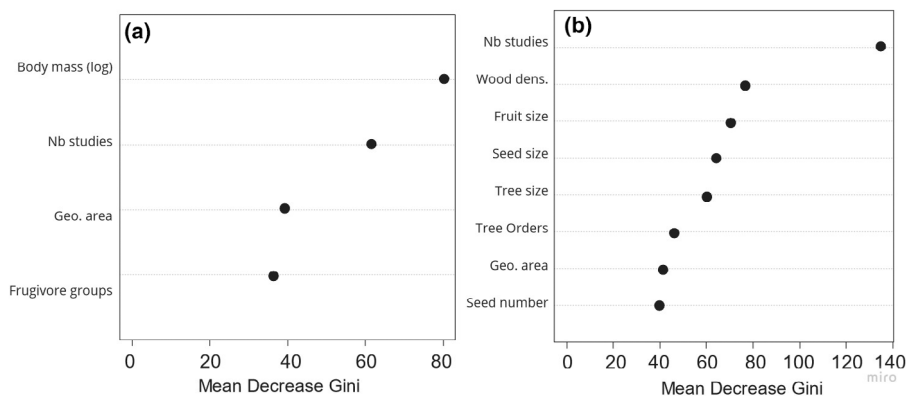 (a)
Body mass (log)
Nb studies
Geo. area
Frugivore groups
0 20 40 60 80
Mean Decrease Gini
(b)
Nb studies
Wood dens.
Fruit size
Seed size
Tree size
Tree Orders
Geo. area
Seed number
0 20 40 60 80 100 120 140
Mean Decrease Gini
miro